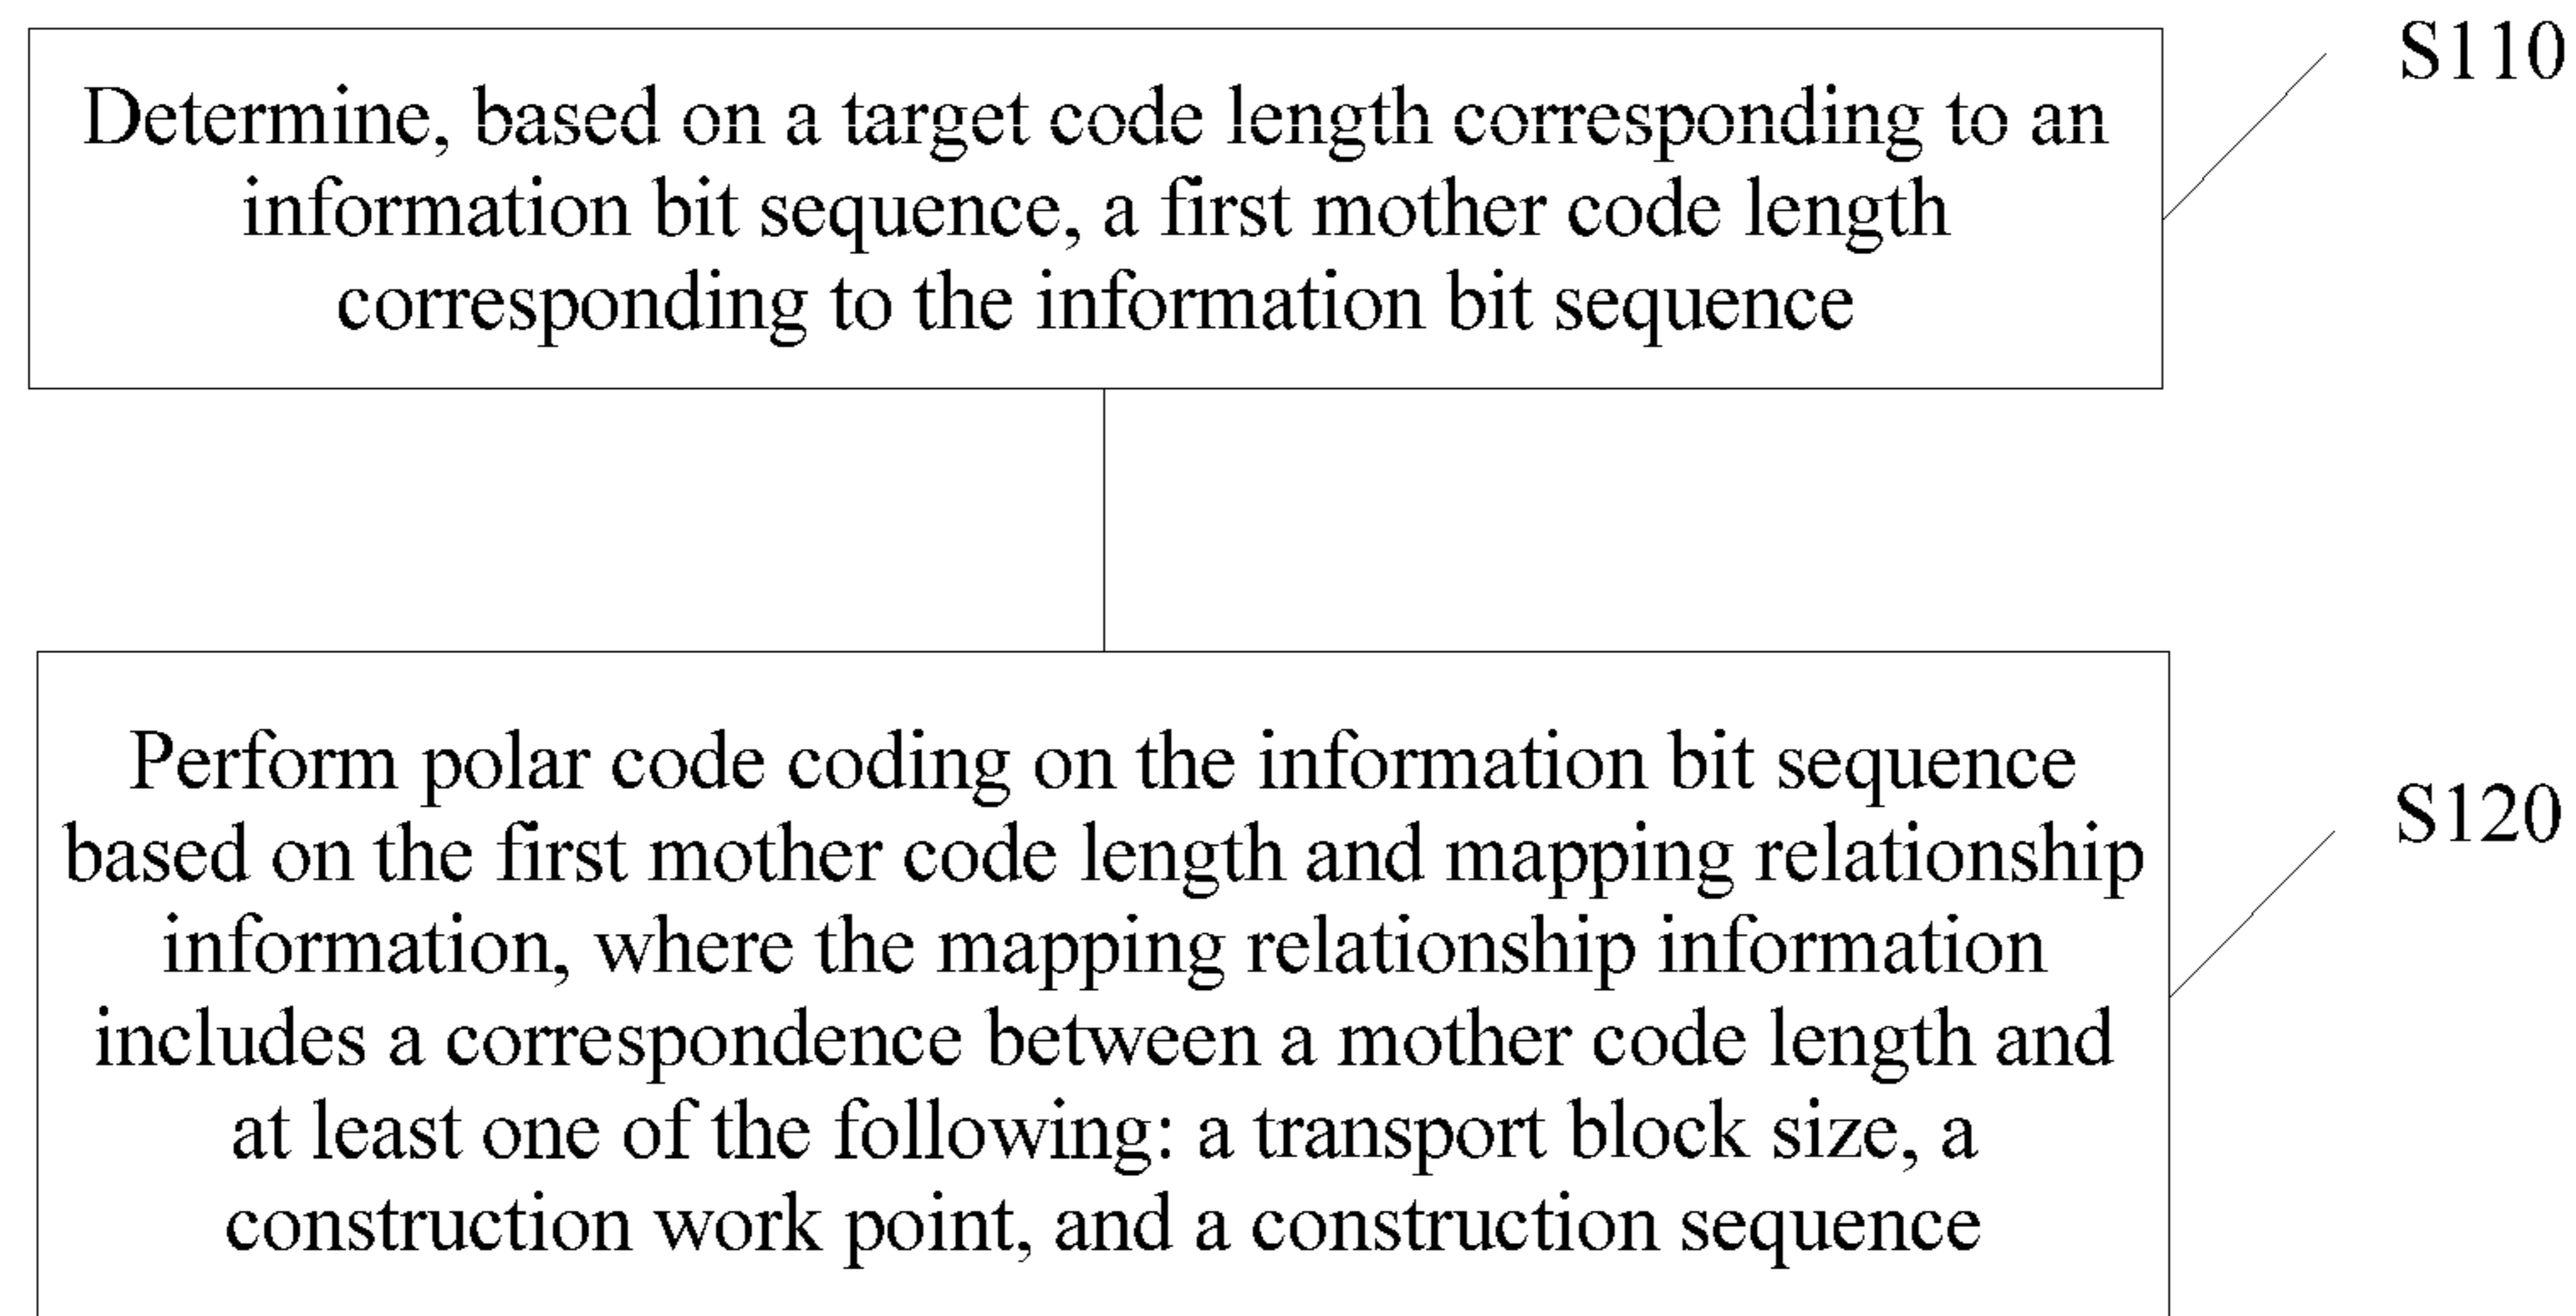 S110
Determine, based on a target code length corresponding to an
information bit sequence, a first mother code length
corresponding to the information bit sequence
Perform polar code coding on the information bit sequence
based on the first mother code length and mapping relationship
information, where the mapping relationship information
includes a correspondence between a mother code length and
at least one of the following: a transport block size, a
construction work point, and a construction sequence
S120